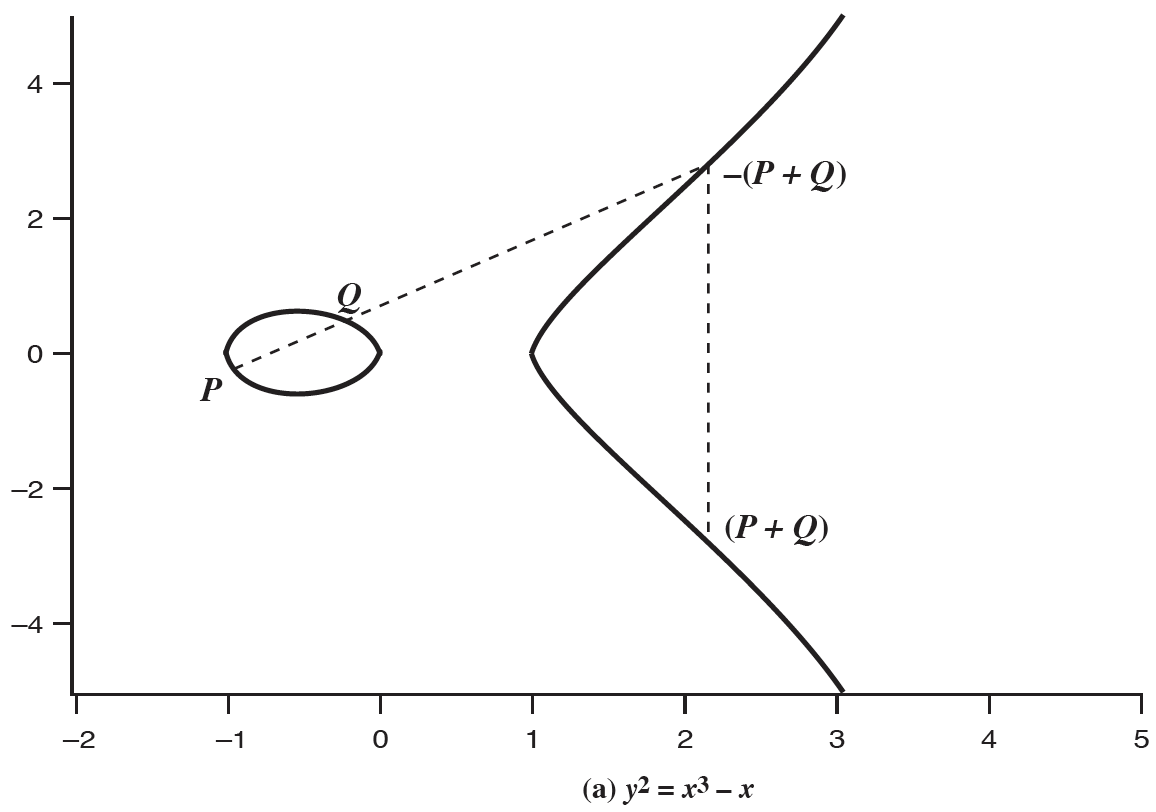 4
–(P + Q)
2
Q
0
P
–2
(P + Q)
–4
–2 –1 0 1 2 3 4 5
(a) y² = x³ – x